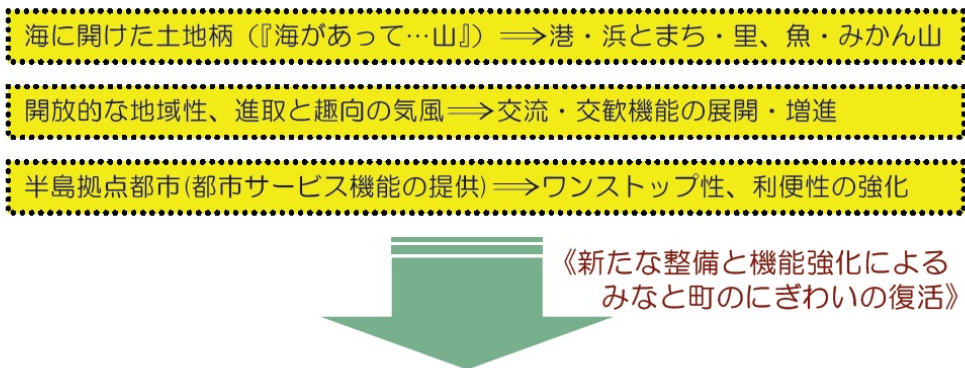 海に開けた土地柄（『海があって…山』）⇒港・浜とまち・里、魚・みかん山
開放的な地域性、進取と趣向の気風⇒交流・交歓機能の展開・増進
半島拠点都市(都市サービス機能の提供)⇒ワンストップ性、利便性の強化
《新たな整備と機能強化による
みなと町のにぎわいの復活》